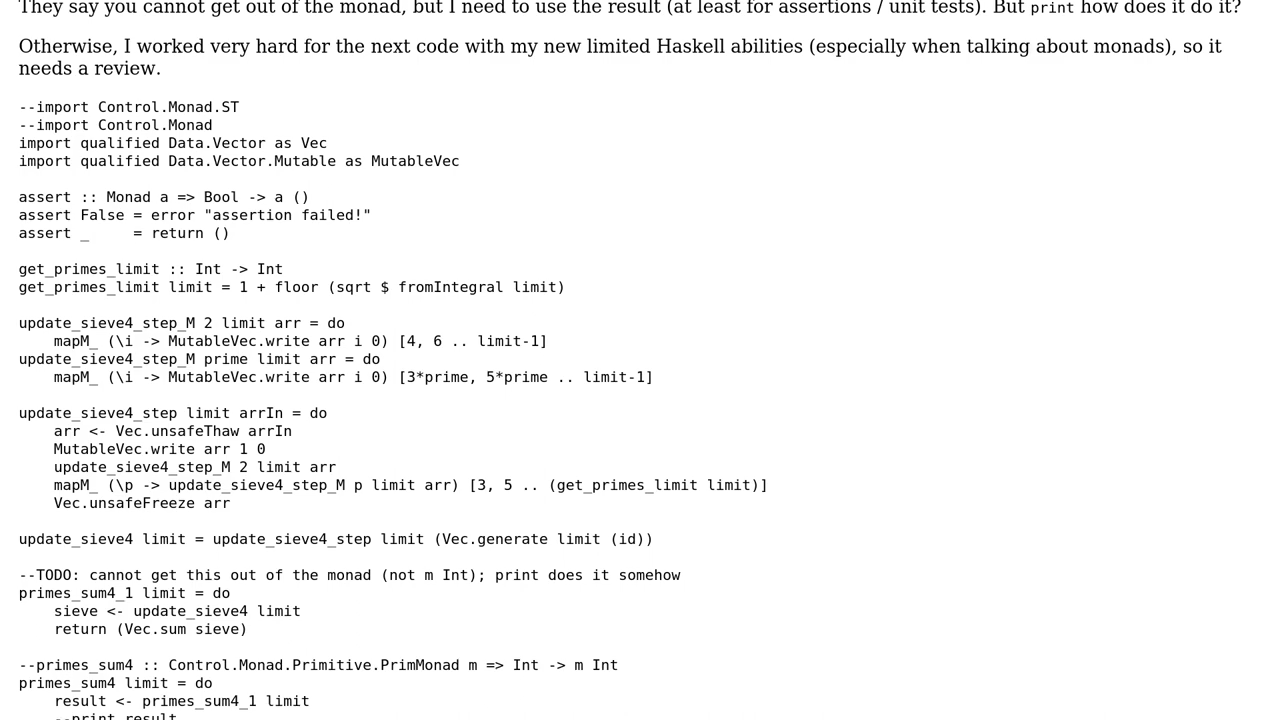 They say you cannot get out of the monad, but I need to use the result (at least for assertions / unit tests). But print how does it do it?
Otherwise, I worked very hard for the next code with my new limited Haskell abilities (especially when talking about monads), so it
needs a review.
--import Control.Monad.ST
--import Control.Monad
import qualified Data.Vector as Vec
import qualified Data.Vector.Mutable as MutableVec
assert :: Monad a => Bool -> a ()
assert False = error "assertion failed!"
assert _     = return ()
get_primes_limit :: Int -> Int
get_primes_limit limit = 1 + floor (sqrt $ fromIntegral limit)
update_sieve4_step_M 2 limit arr = do
    mapM_ (\i -> MutableVec.write arr i 0) [4, 6 .. limit-1]
update_sieve4_step_M prime limit arr = do
    mapM_ (\i -> MutableVec.write arr i 0) [3*prime, 5*prime .. limit-1]
update_sieve4_step limit arrIn = do
    arr <- Vec.unsafeThaw arrIn
    MutableVec.write arr 1 0
    update_sieve4_step_M 2 limit arr
    mapM_ (\p -> update_sieve4_step_M p limit arr) [3, 5 .. (get_primes_limit limit)]
    Vec.unsafeFreeze arr
update_sieve4 limit = update_sieve4_step limit (Vec.generate limit (id))
--TODO: cannot get this out of the monad (not m Int); print does it somehow
primes_sum4_1 limit = do
    sieve <- update_sieve4 limit
    return (Vec.sum sieve)
--primes_sum4 :: Control.Monad.Primitive.PrimMonad m => Int -> m Int
primes_sum4 limit = do
    result <- primes_sum4_1 limit
    --print result